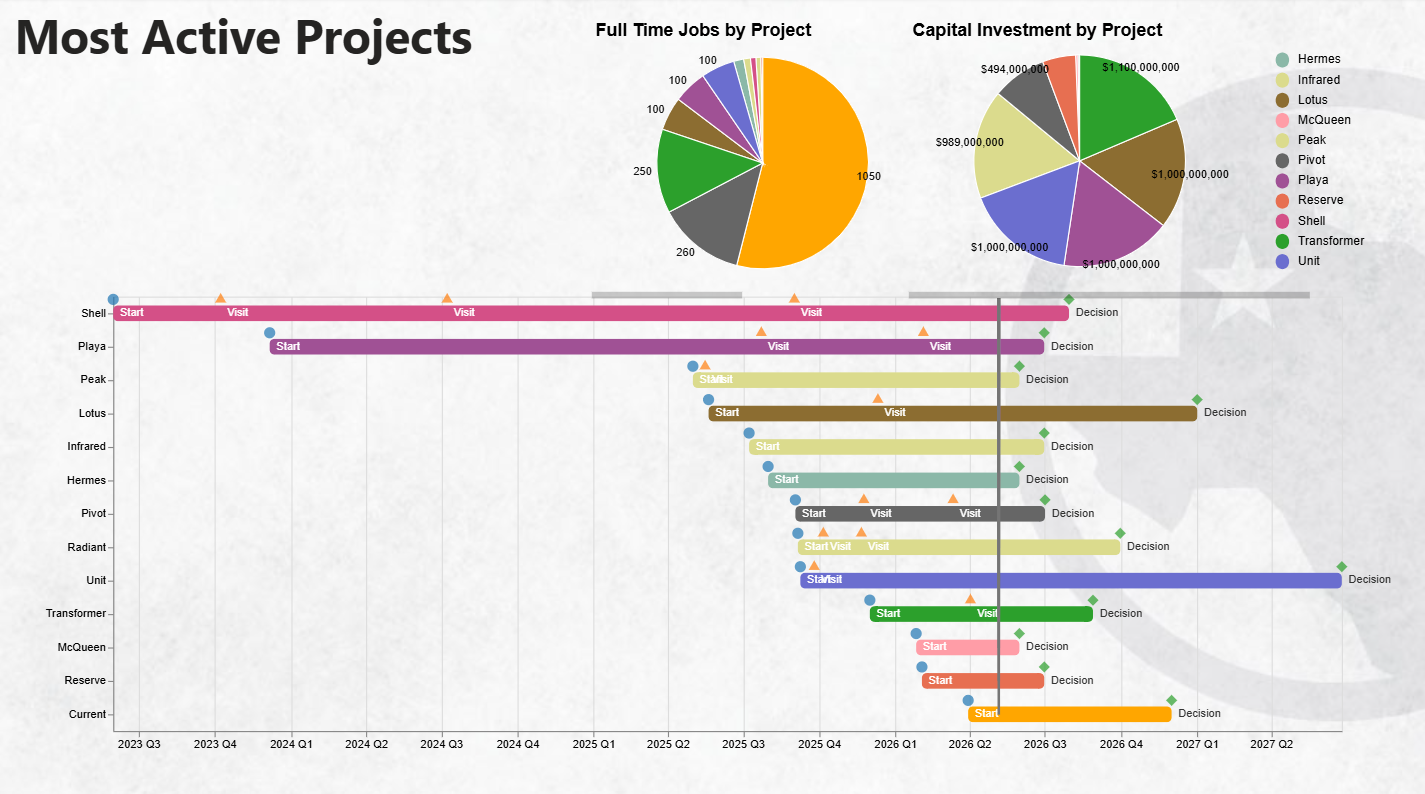 Most Active Projects
Full Time Jobs by Project
Capital Investment by Project
100
100
100
250
260
1050
$494,000,000
$1,100,000,000
$989,000,000
$1,000,000,000
$1,000,000,000
$1,000,000,000
Hermes
Infrared
Lotus
McQueen
Peak
Pivot
Playa
Reserve
Shell
Transformer
Unit
Shell Start Visit Visit Visit Decision
Playa Start Visit Visit Decision
Peak Start Visit Decision
Lotus Start Visit Decision
Infrared Start Decision
Hermes Start Decision
Pivot Start Visit Visit Decision
Radiant Start Visit Visit Decision
Unit Start Visit Decision
Transformer Start Visit Decision
McQueen Start Decision
Reserve Start Decision
Current Start Decision
2023 Q3 2023 Q4 2024 Q1 2024 Q2 2024 Q3 2024 Q4 2025 Q1 2025 Q2 2025 Q3 2025 Q4 2026 Q1 2026 Q2 2026 Q3 2026 Q4 2027 Q1 2027 Q2